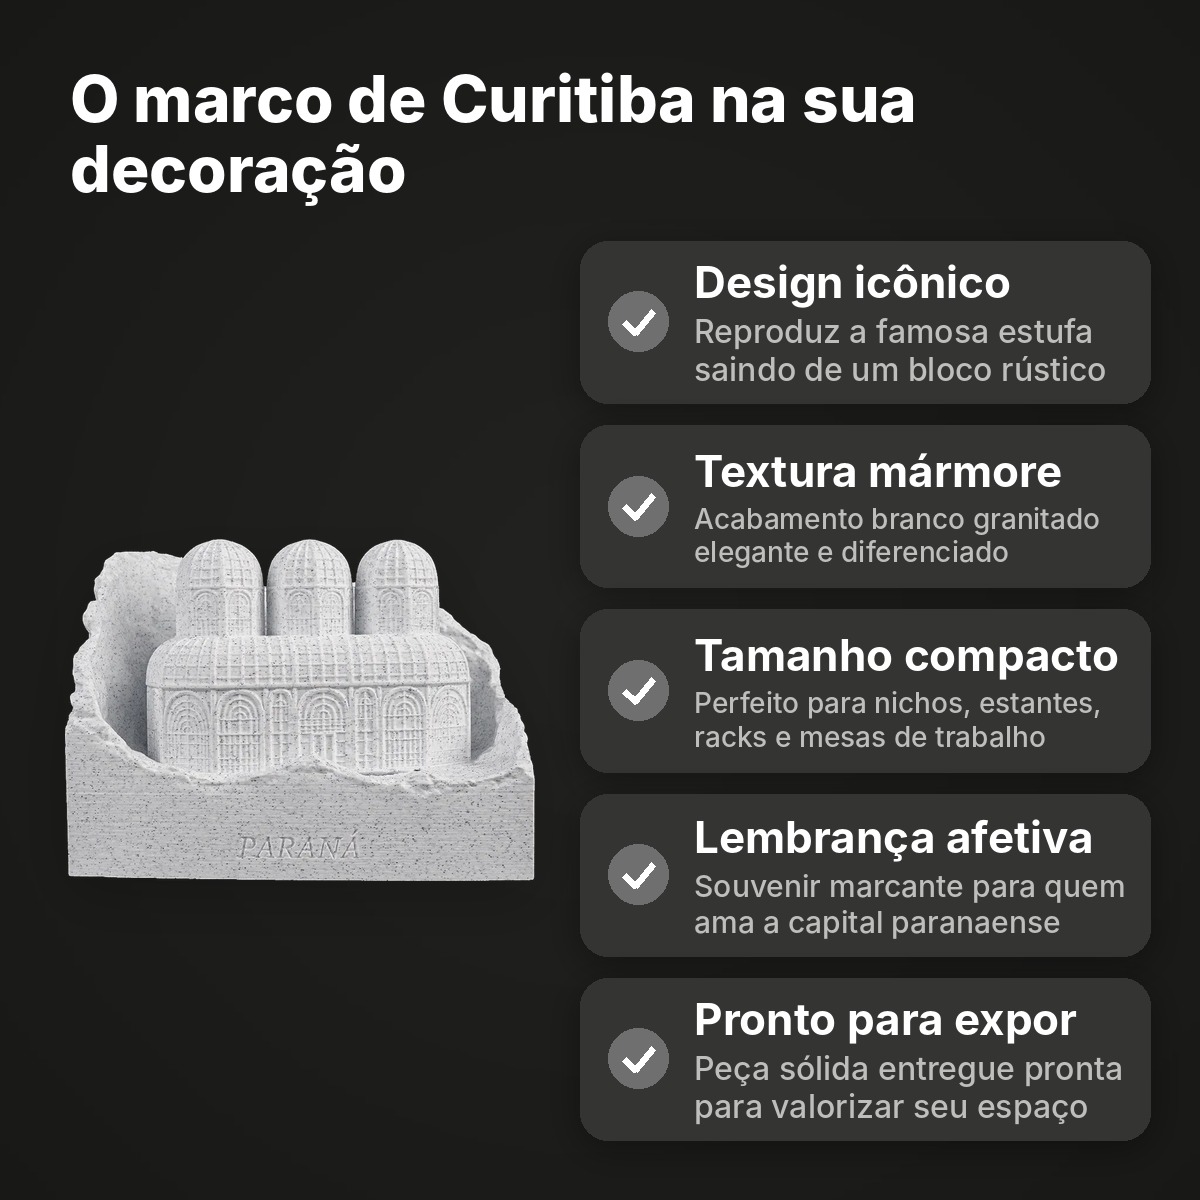 O marco de Curitiba na sua
decoração
Design icônico
Reproduz a famosa estufa
saindo de um bloco rústico
Textura mármore
Acabamento branco granitado
elegante e diferenciado
Tamanho compacto
Perfeito para nichos, estantes,
racks e mesas de trabalho
Lembrança afetiva
Souvenir marcante para quem
ama a capital paranaense
Pronto para expor
Peça sólida entregue pronta
para valorizar seu espaço
PARANÁ